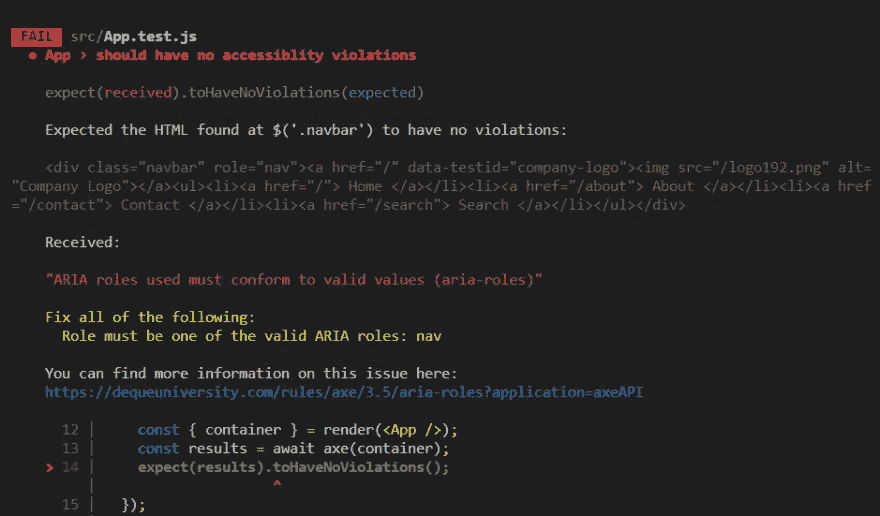 FAIL src/App.test.js
● App › should have no accessiblity violations
expect(received).toHaveNoViolations(expected)
Expected the HTML found at $('.navbar') to have no violations:
<div class="navbar" role="nav"><a href="/" data-testid="company-logo"><img src="/logo192.png" alt=
"Company Logo"></a><ul><li><a href="/"> Home </a></li><li><a href="/about"> About </a></li><li><a href
="/contact"> Contact </a></li><li><a href="/search"> Search </a></li></ul></div>
Received:
"ARIA roles used must conform to valid values (aria-roles)"
Fix all of the following:
Role must be one of the valid ARIA roles: nav
You can find more information on this issue here:
https://dequeuniversity.com/rules/axe/3.5/aria-roles?application=axeAPI
12 | const { container } = render(<App />);
13 | const results = await axe(container);
> 14 | expect(results).toHaveNoViolations();
| ^
15 | });